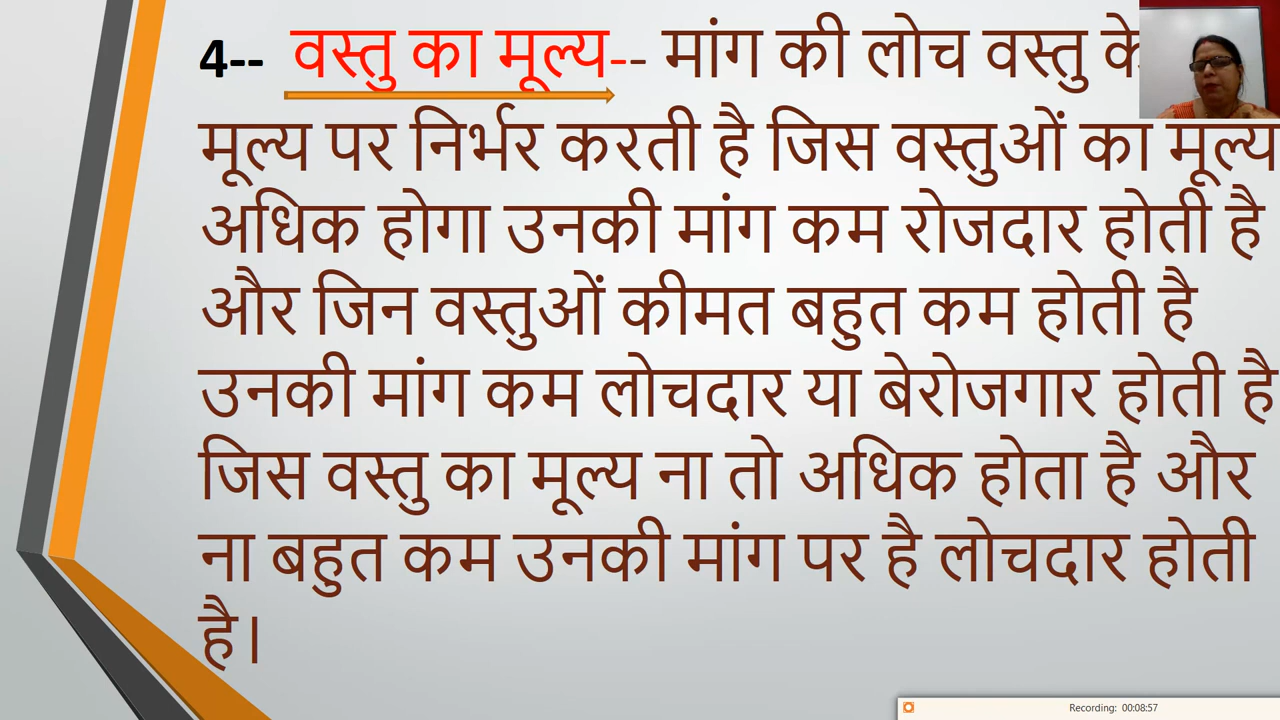 4-- वस्तु का मूल्य-- मांग की लोच वस्तु के
मूल्य पर निर्भर करती है जिस वस्तुओं का मूल्य
अधिक होगा उनकी मांग कम रोजदार होती है
और जिन वस्तुओं कीमत बहुत कम होती है
उनकी मांग कम लोचदार या बेरोजगार होती है
जिस वस्तु का मूल्य ना तो अधिक होता है और
ना बहुत कम उनकी मांग पर है लोचदार होती
है।
Recording: 00:08:57